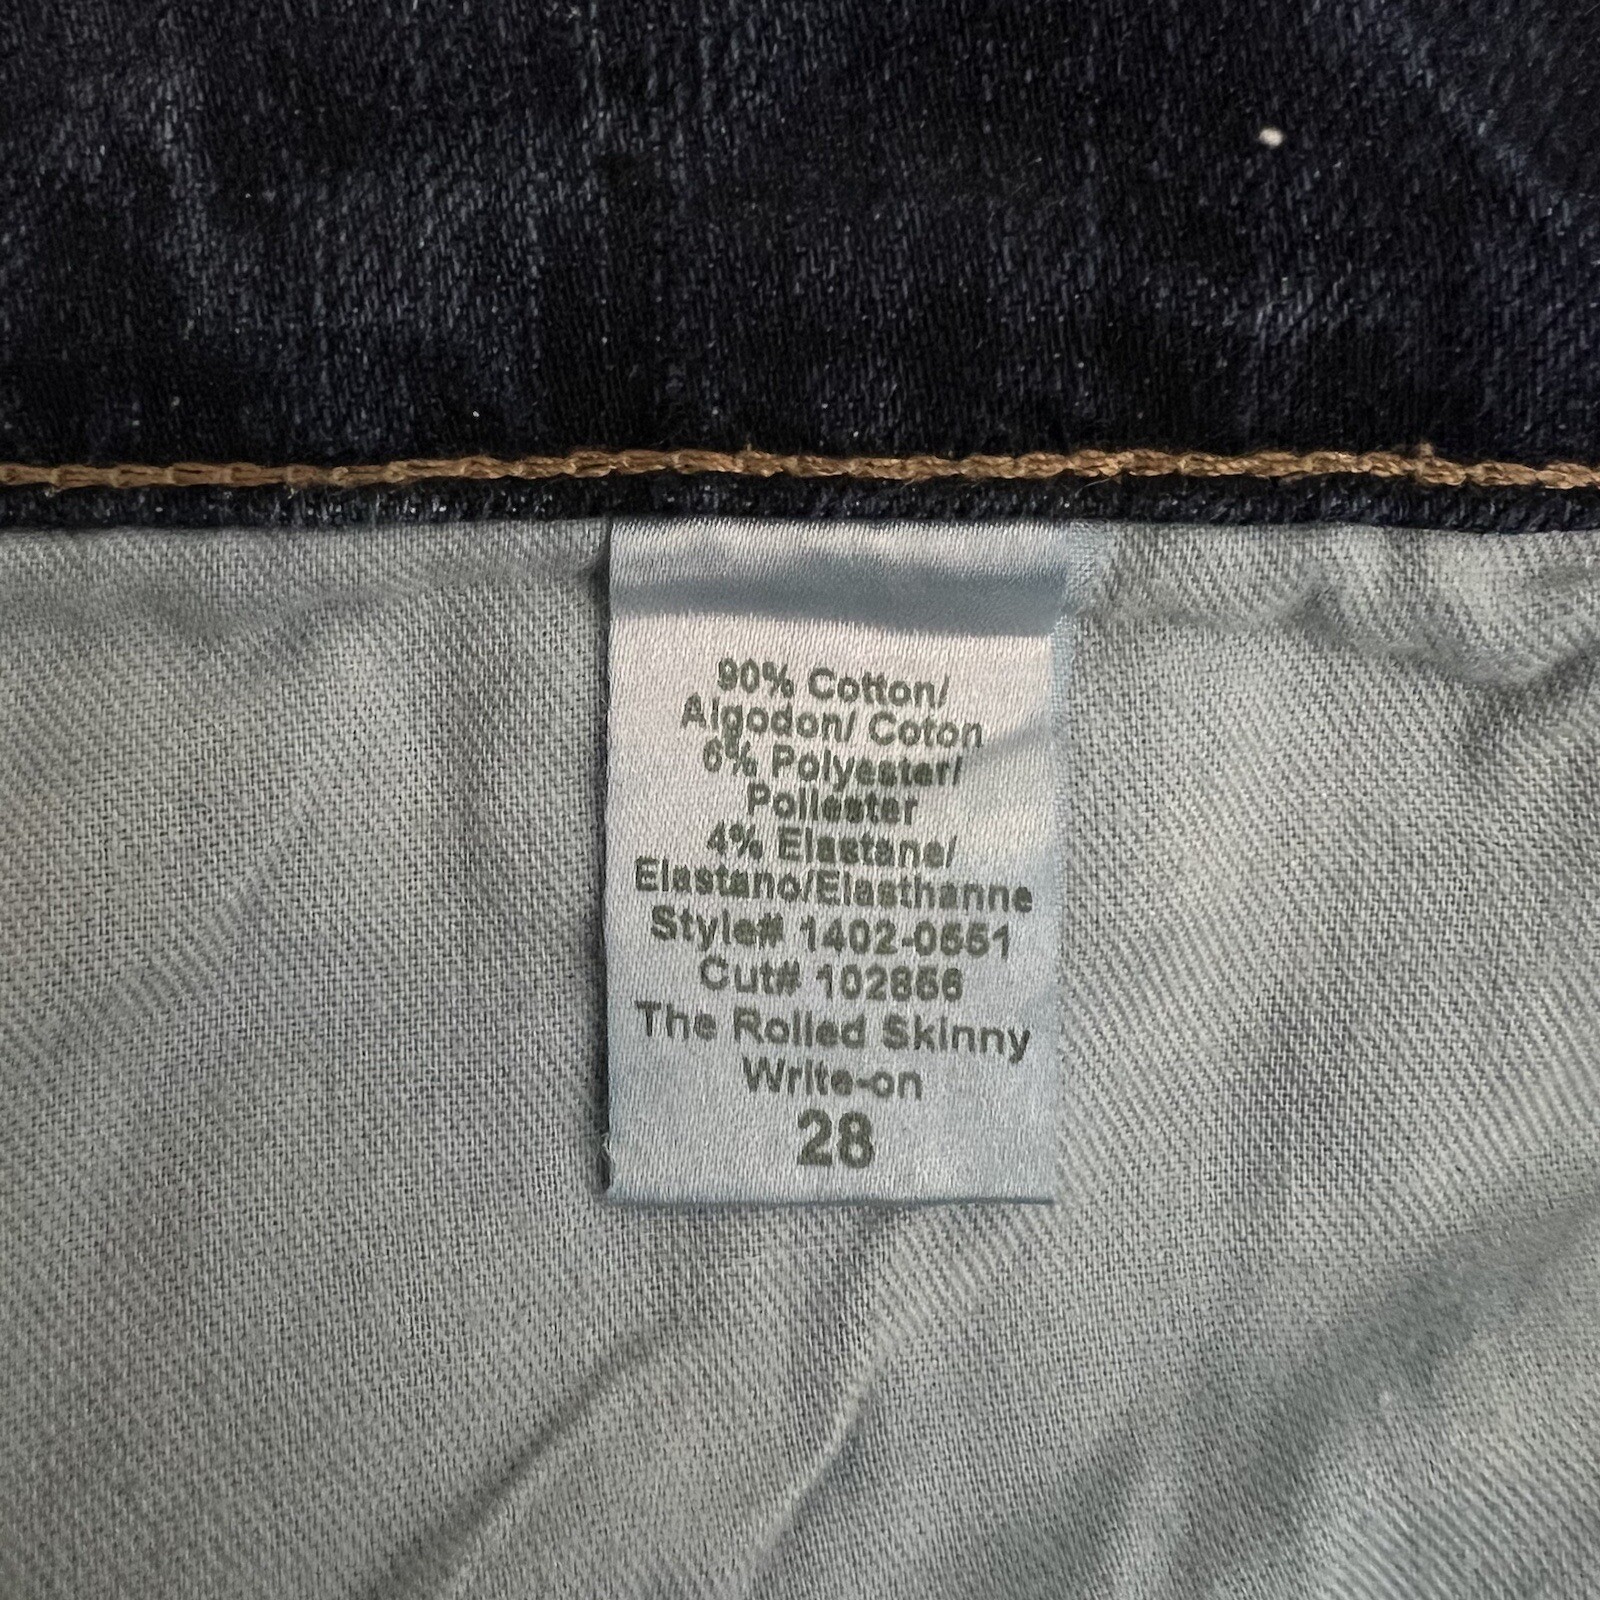 90% Cotton/
Algodon/ Coton
6% Polyester/
Poliester
4% Elastane/
Elastano/Elasthanne
Style# 1402-0551
Cut# 102856
The Rolled Skinny
Write-on
28